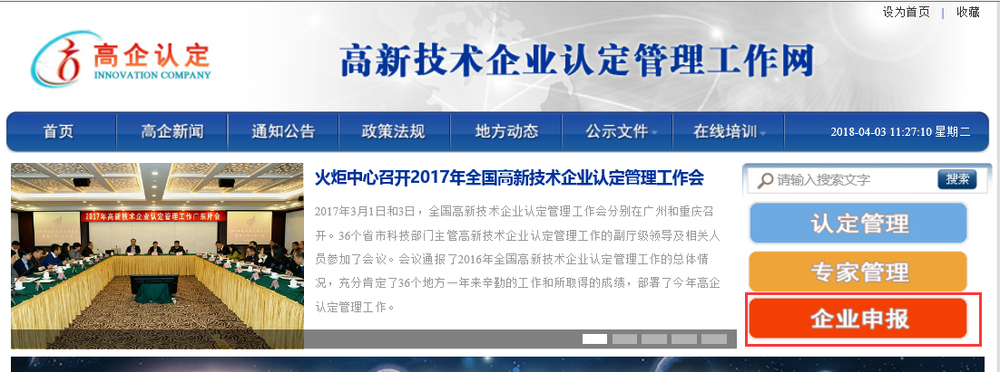 设为首页 | 收藏
高企认定
INNOVATION COMPANY
高新技术企业认定管理工作网
首页 高企新闻 通知公告 政策法规 地方动态 公示文件 在线培训 2018-04-03 11:27:10 星期二
2017年高新技术企业认定管理工作广东片会
火炬中心召开2017年全国高新技术企业认定管理工作会
2017年3月1日和3日，全国高新技术企业认定管理工作会分别在广州和重庆召
开。36个省市科技部门主管高新技术企业认定管理工作的副厅级领导及相关人
员参加了会议。会议通报了2016年全国高新技术企业认定管理工作的总体情
况，充分肯定了36个地方一年来辛勤的工作和所取得的成绩，部署了今年高企
认定管理工作。
请输入搜索文字 搜索
认定管理
专家管理
企业申报